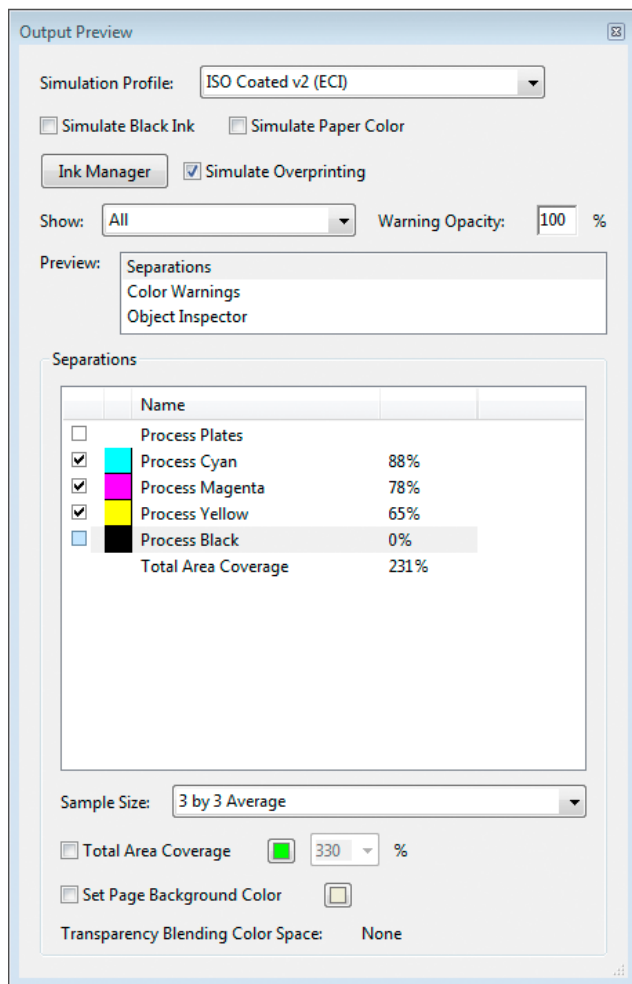 Output Preview
Simulation Profile: ISO Coated v2 (ECI)
Simulate Black Ink Simulate Paper Color
Ink Manager Simulate Overprinting
Show: All Warning Opacity: 100 %
Preview: Separations
Color Warnings
Object Inspector
Separations
Name
Process Plates
Process Cyan 88%
Process Magenta 78%
Process Yellow 65%
Process Black 0%
Total Area Coverage 231%
Sample Size: 3 by 3 Average
Total Area Coverage 330 %
Set Page Background Color
Transparency Blending Color Space: None